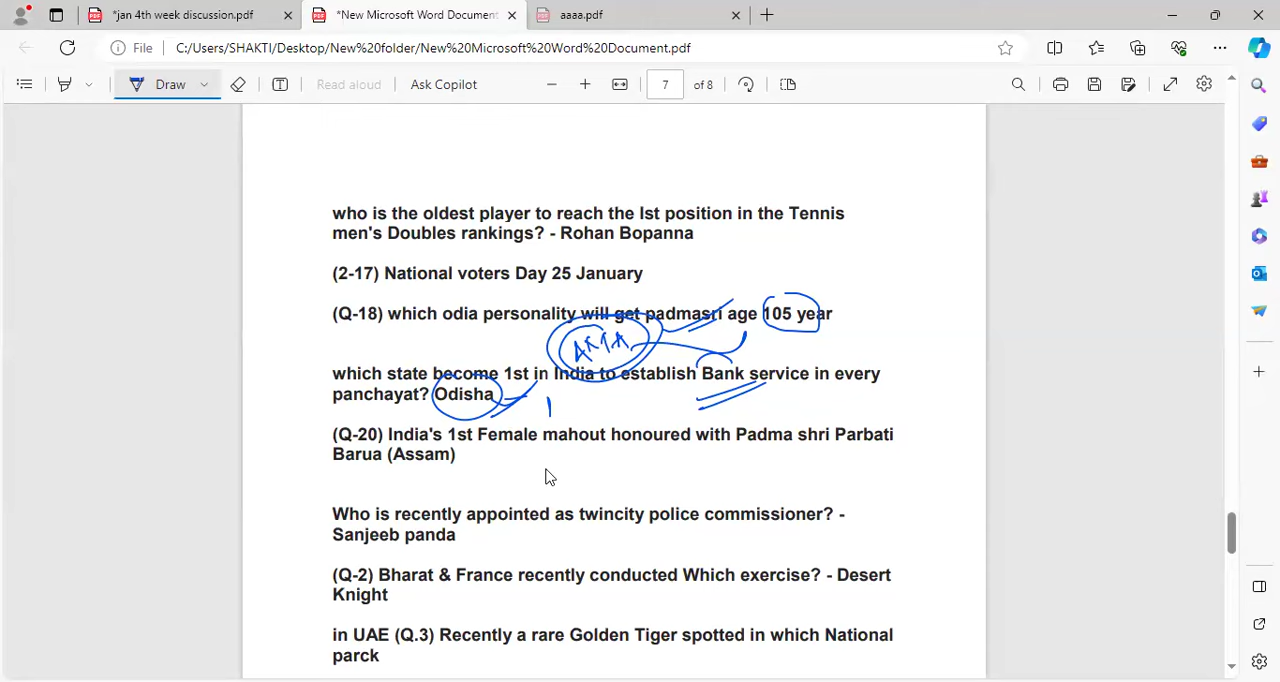 *jan 4th week discussion.pdf
*New Microsoft Word Document
aaaa.pdf
File
C:/Users/SHAKTI/Desktop/New%20folder/New%20Microsoft%20Word%20Document.pdf
Draw
Read aloud
Ask Copilot
7
of 8
who is the oldest player to reach the Ist position in the Tennis
men's Doubles rankings? - Rohan Bopanna
(2-17) National voters Day 25 January
(Q-18) which odia personality will get padmasri age 105 year
which state become 1st in India to establish Bank service in every
panchayat? Odisha
(Q-20) India's 1st Female mahout honoured with Padma shri Parbati
Barua (Assam)
Who is recently appointed as twincity police commissioner? -
Sanjeeb panda
(Q-2) Bharat & France recently conducted Which exercise? - Desert
Knight
in UAE (Q.3) Recently a rare Golden Tiger spotted in which National
parck